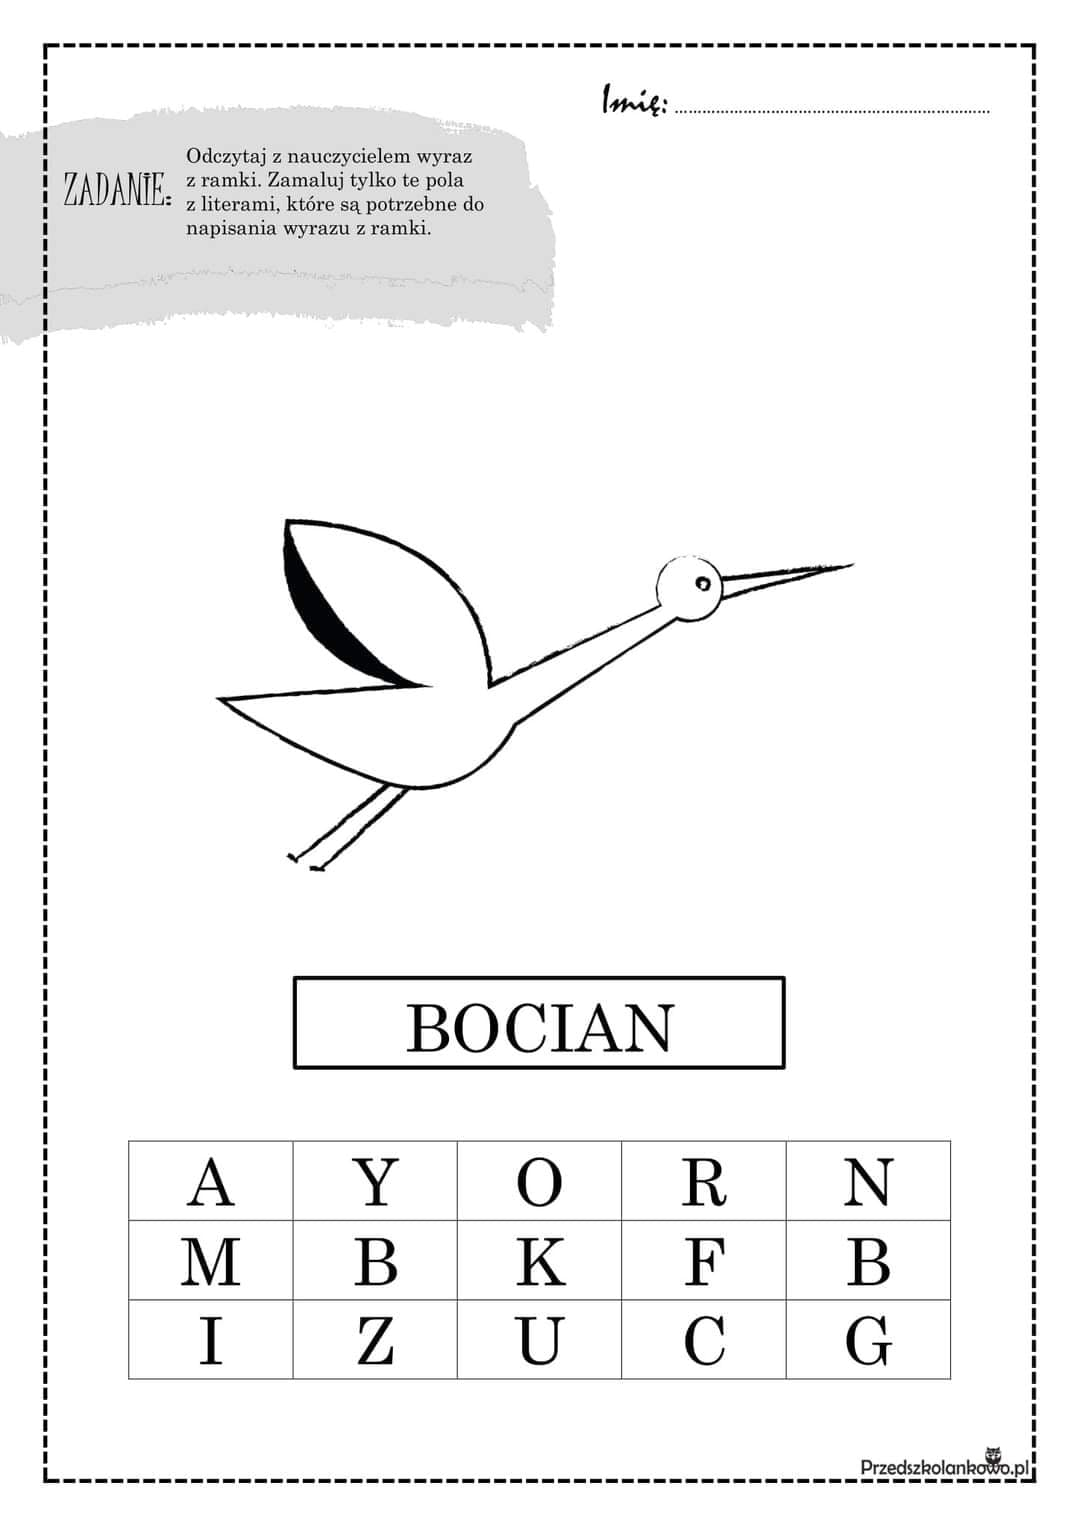 Imię:
ZADANIE:
Odczytaj z nauczycielem wyraz
z ramki. Zamaluj tylko te pola
z literami, które są potrzebne do
napisania wyrazu z ramki.
BOCIAN
A Y O R N
M B K F B
I Z U C G
Przedszkolankowo.pl